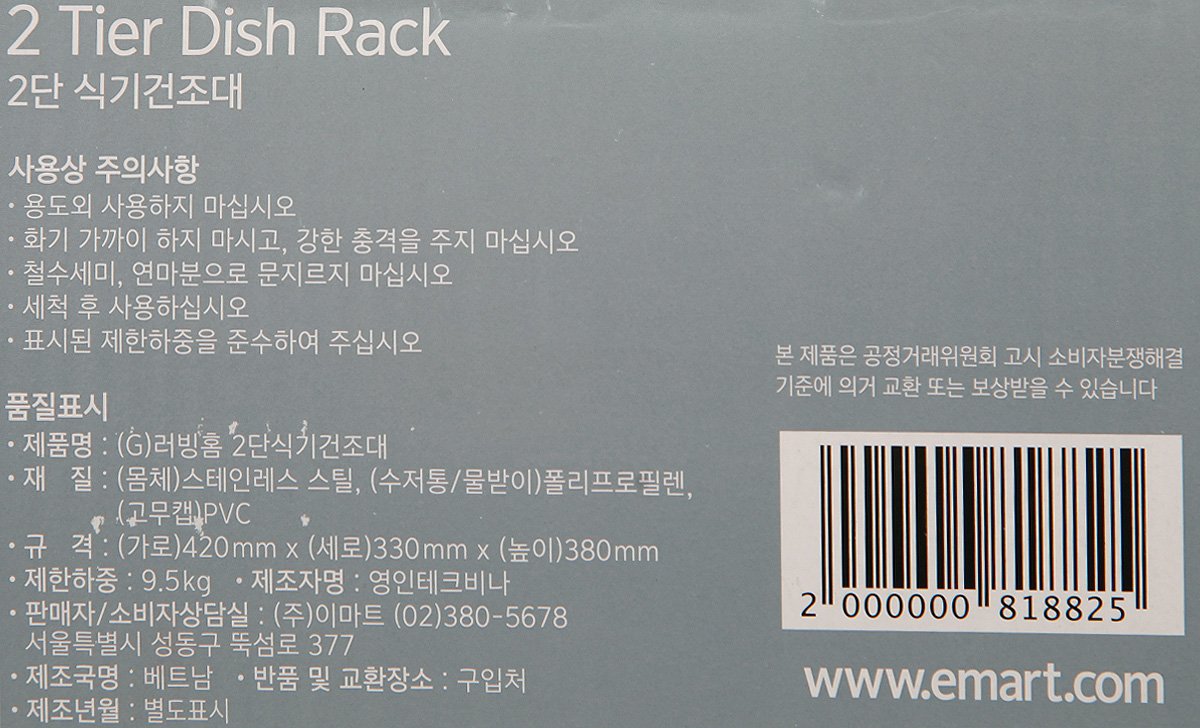 2 Tier Dish Rack
2단 식기건조대
사용상 주의사항
· 용도외 사용하지 마십시오
· 화기 가까이 하지 마시고, 강한 충격을 주지 마십시오
· 철수세미, 연마분으로 문지르지 마십시오
· 세척 후 사용하십시오
· 표시된 제한하중을 준수하여 주십시오
본 제품은 공정거래위원회 고시 소비자분쟁해결
기준에 의거 교환 또는 보상받을 수 있습니다
품질표시
· 제품명 : (G)러빙홈 2단식기건조대
· 재 질 : (몸체)스테인레스 스틸, (수저통/물받이)폴리프로필렌,
(고무캡)PVC
· 규 격 : (가로)420mm x (세로)330mm x (높이)380mm
· 제한하중 : 9.5kg · 제조자명 : 영인테크비나
· 판매자/소비자상담실 : (주)이마트 (02)380-5678
서울특별시 성동구 뚝섬로 377
· 제조국명 : 베트남 · 반품 및 교환장소 : 구입처
· 제조년월 : 별도표시
2 000000 818825
www.emart.com